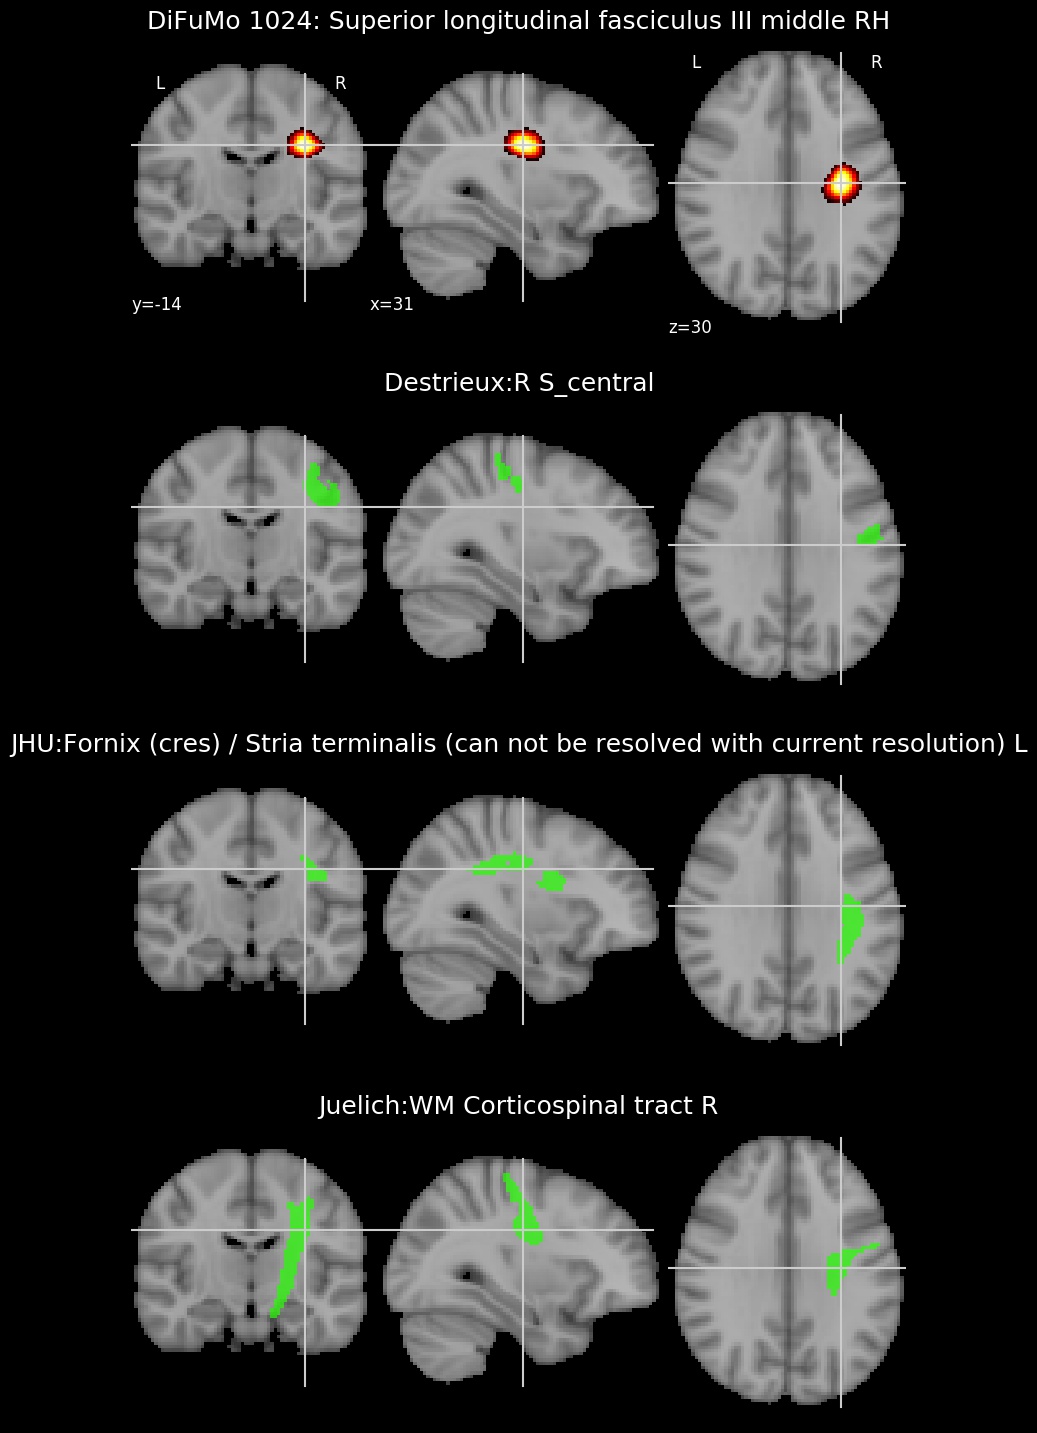 DiFuMo 1024: Superior longitudinal fasciculus III middle RH
L R L R
y=-14 x=31 z=30
Destrieux:R S_central
JHU:Fornix (cres) / Stria terminalis (can not be resolved with current resolution) L
Juelich:WM Corticospinal tract R